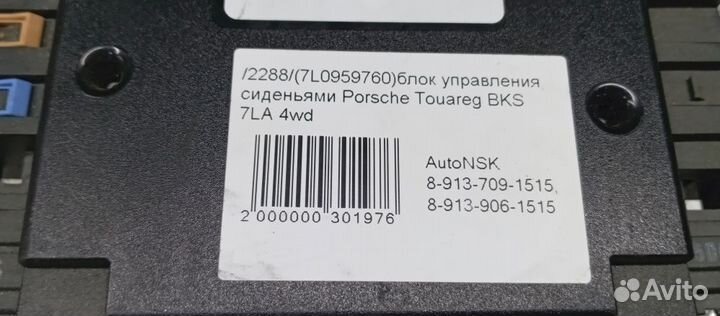 /2288/(7L0959760)блок управления
сиденьями Porsche Touareg BKS
7LA 4wd
AutoNSK
8-913-709-1515,
8-913-906-1515
2 000000 301976
Avito